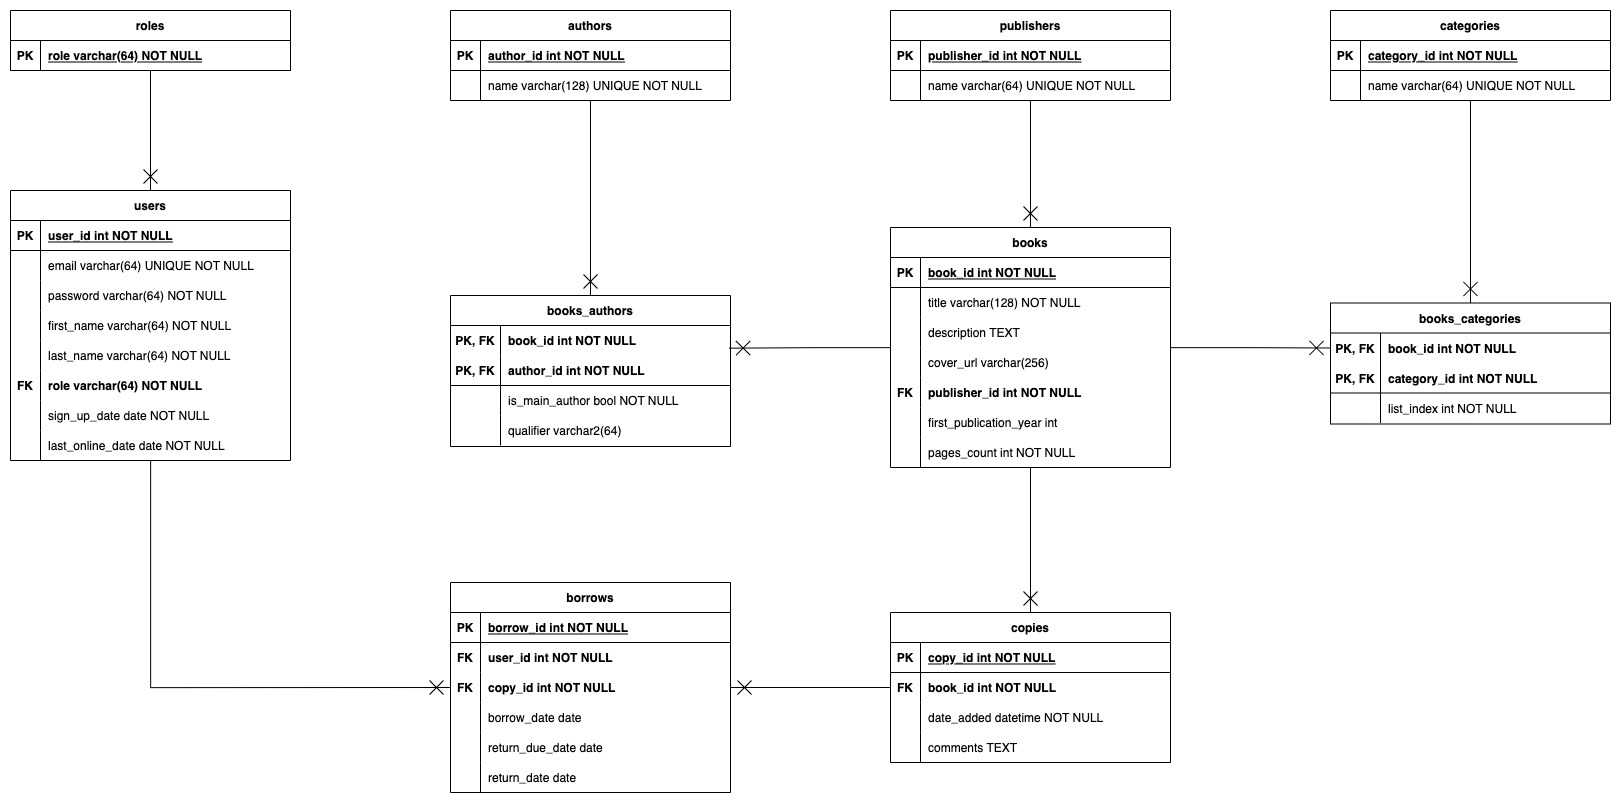 roles
PK role varchar(64) NOT NULL
authors
PK author_id int NOT NULL
name varchar(128) UNIQUE NOT NULL
publishers
PK publisher_id int NOT NULL
name varchar(64) UNIQUE NOT NULL
categories
PK category_id int NOT NULL
name varchar(64) UNIQUE NOT NULL
users
PK user_id int NOT NULL
email varchar(64) UNIQUE NOT NULL
password varchar(64) NOT NULL
first_name varchar(64) NOT NULL
last_name varchar(64) NOT NULL
FK role varchar(64) NOT NULL
sign_up_date date NOT NULL
last_online_date date NOT NULL
books_authors
PK, FK book_id int NOT NULL
PK, FK author_id int NOT NULL
is_main_author bool NOT NULL
qualifier varchar2(64)
books
PK book_id int NOT NULL
title varchar(128) NOT NULL
description TEXT
cover_url varchar(256)
FK publisher_id int NOT NULL
first_publication_year int
pages_count int NOT NULL
books_categories
PK, FK book_id int NOT NULL
PK, FK category_id int NOT NULL
list_index int NOT NULL
borrows
PK borrow_id int NOT NULL
FK user_id int NOT NULL
FK copy_id int NOT NULL
borrow_date date
return_due_date date
return_date date
copies
PK copy_id int NOT NULL
FK book_id int NOT NULL
date_added datetime NOT NULL
comments TEXT